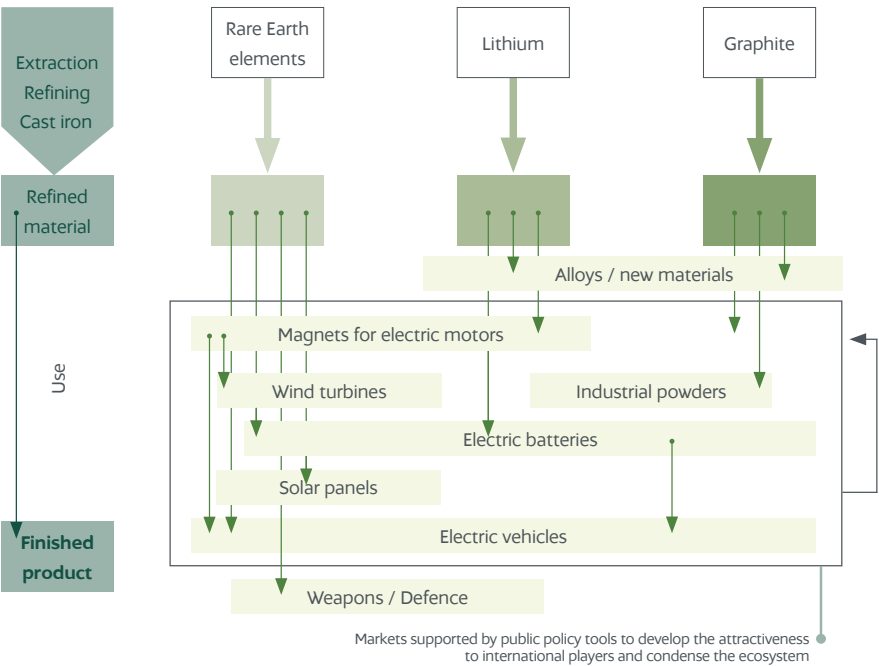 Extraction
Refining
Cast iron
Rare Earth
elements
Lithium
Graphite
Refined
material
Alloys / new materials
Magnets for electric motors
Use
Wind turbines
Industrial powders
Electric batteries
Solar panels
Electric vehicles
Finished
product
Weapons / Defence
Markets supported by public policy tools to develop the attractiveness
to international players and condense the ecosystem